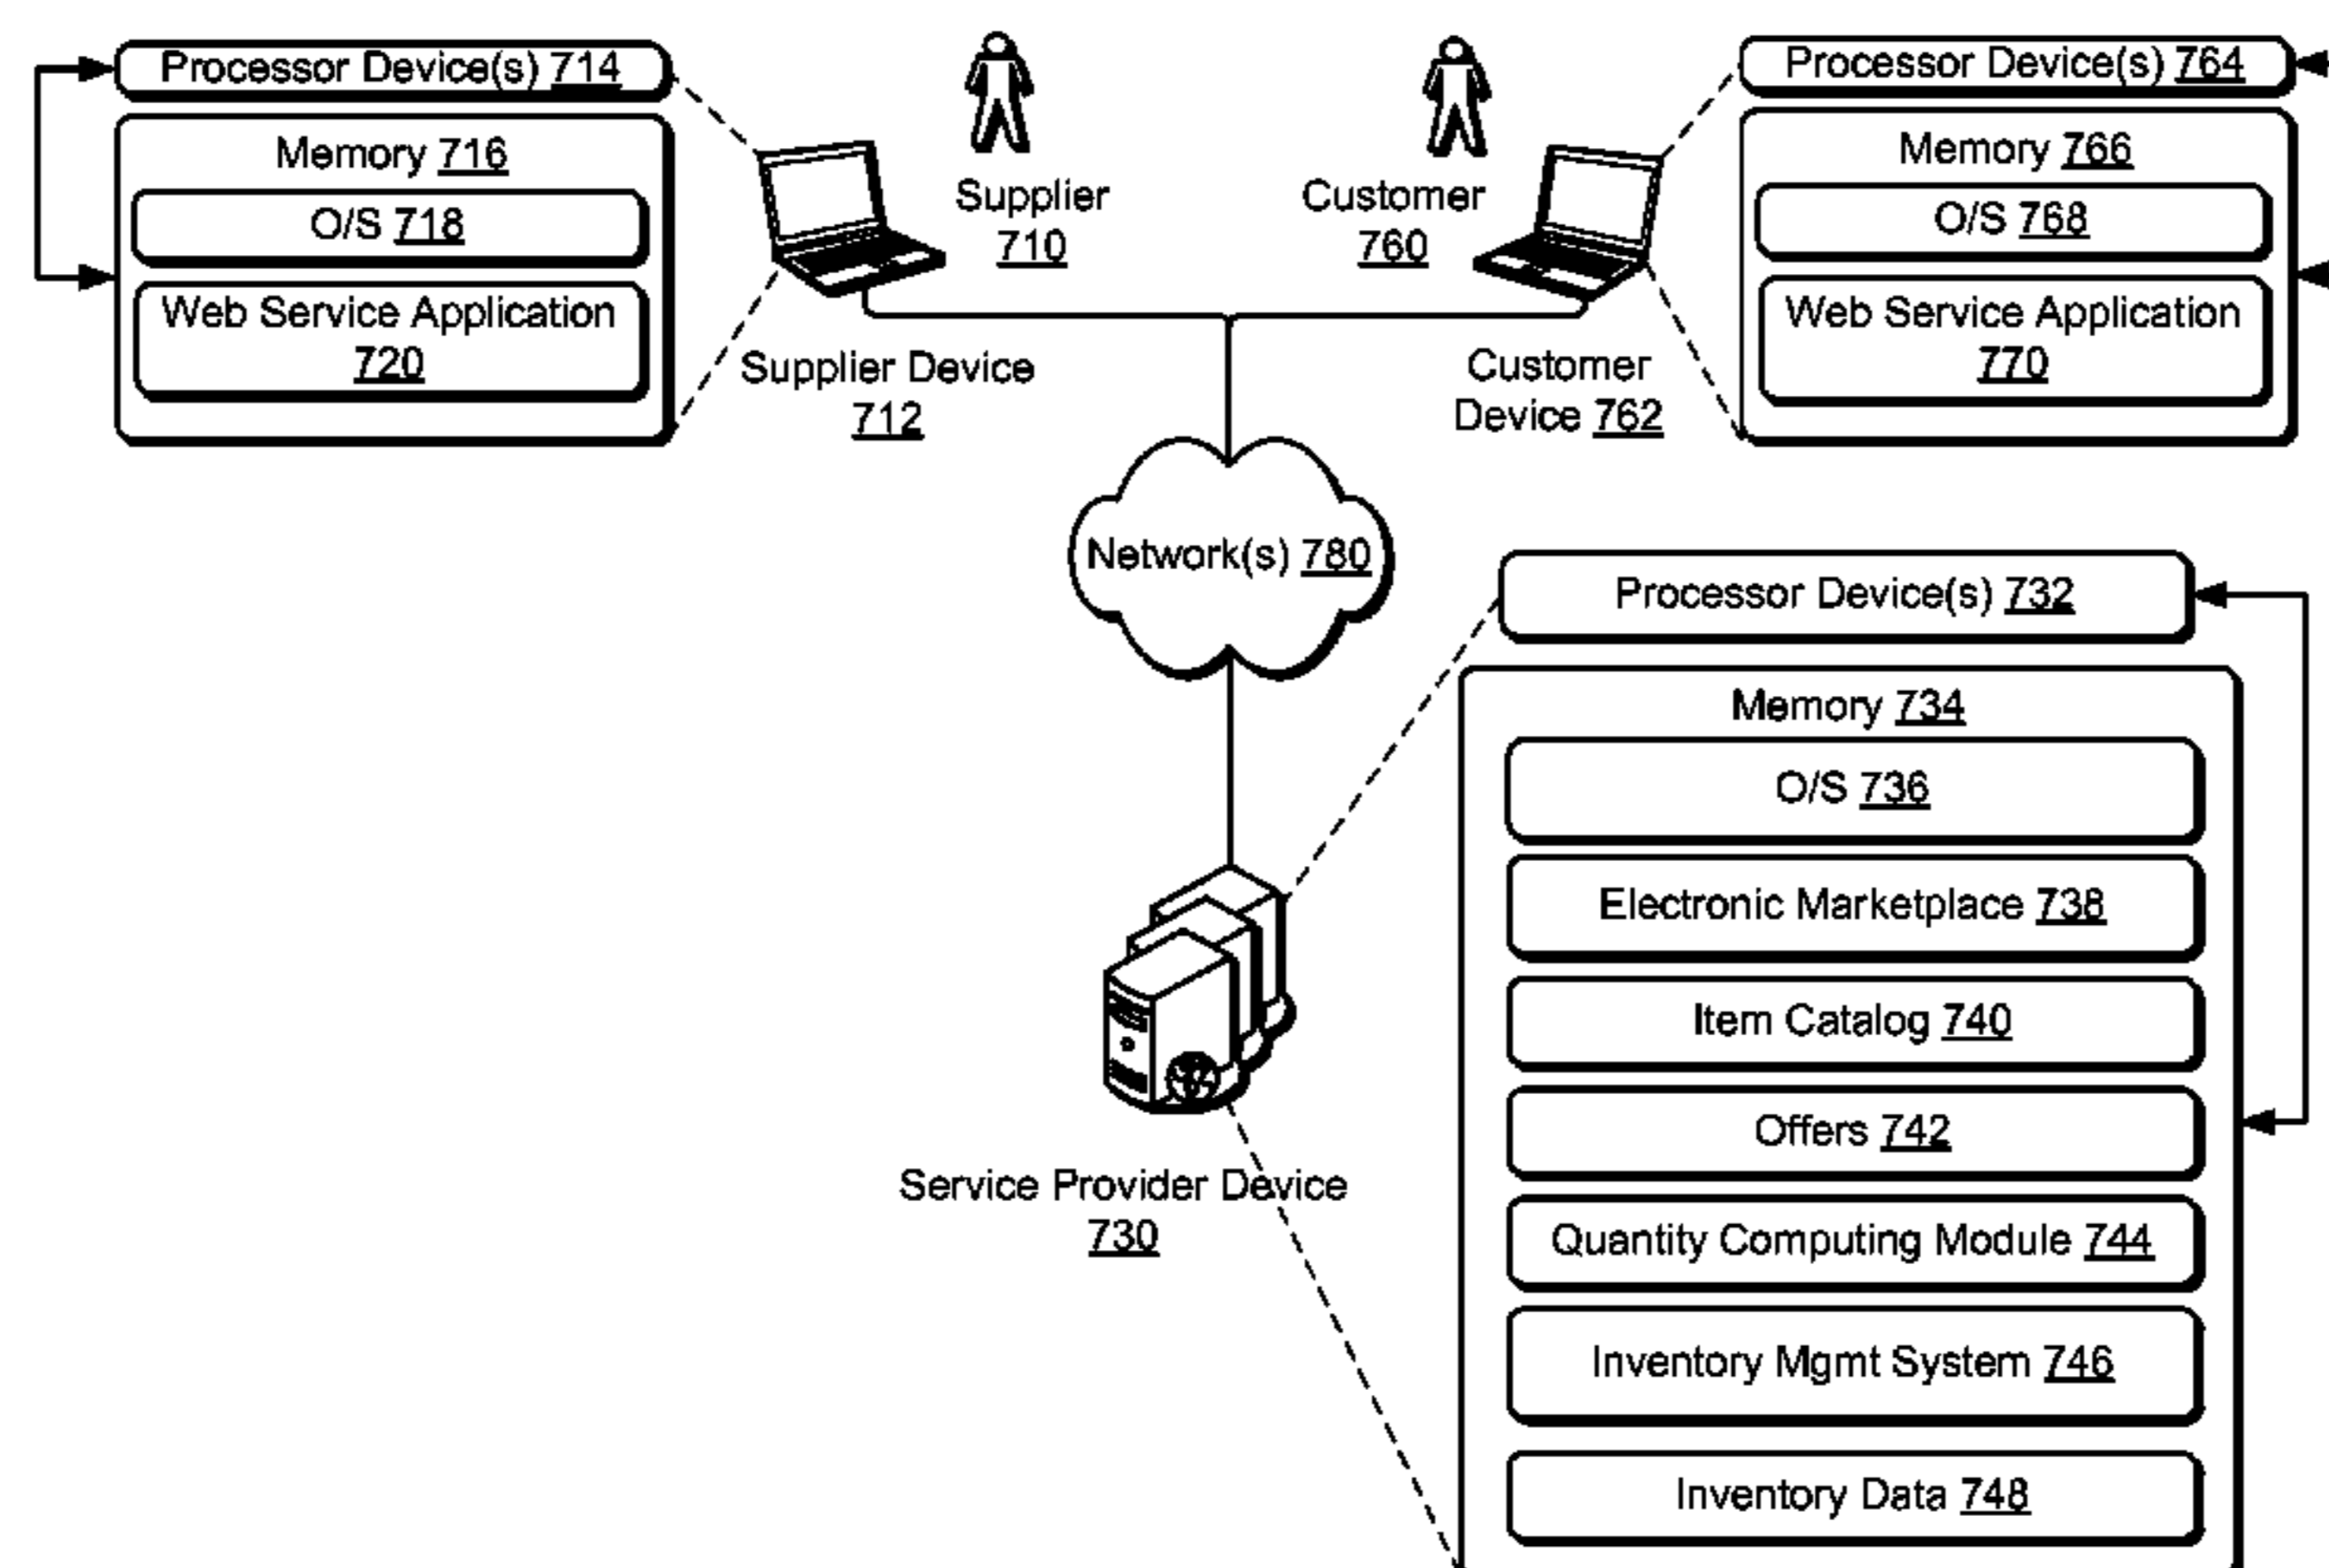 Processor Device(s) 714
Memory 716
O/S 718
Web Service Application
720
Supplier
710
Supplier Device
712
Customer
760
Customer
Device 762
Processor Device(s) 764
Memory 766
O/S 768
Web Service Application
770
Network(s) 780
Service Provider Device
730
Processor Device(s) 732
Memory 734
O/S 736
Electronic Marketplace 738
Item Catalog 740
Offers 742
Quantity Computing Module 744
Inventory Mgmt System 746
Inventory Data 748